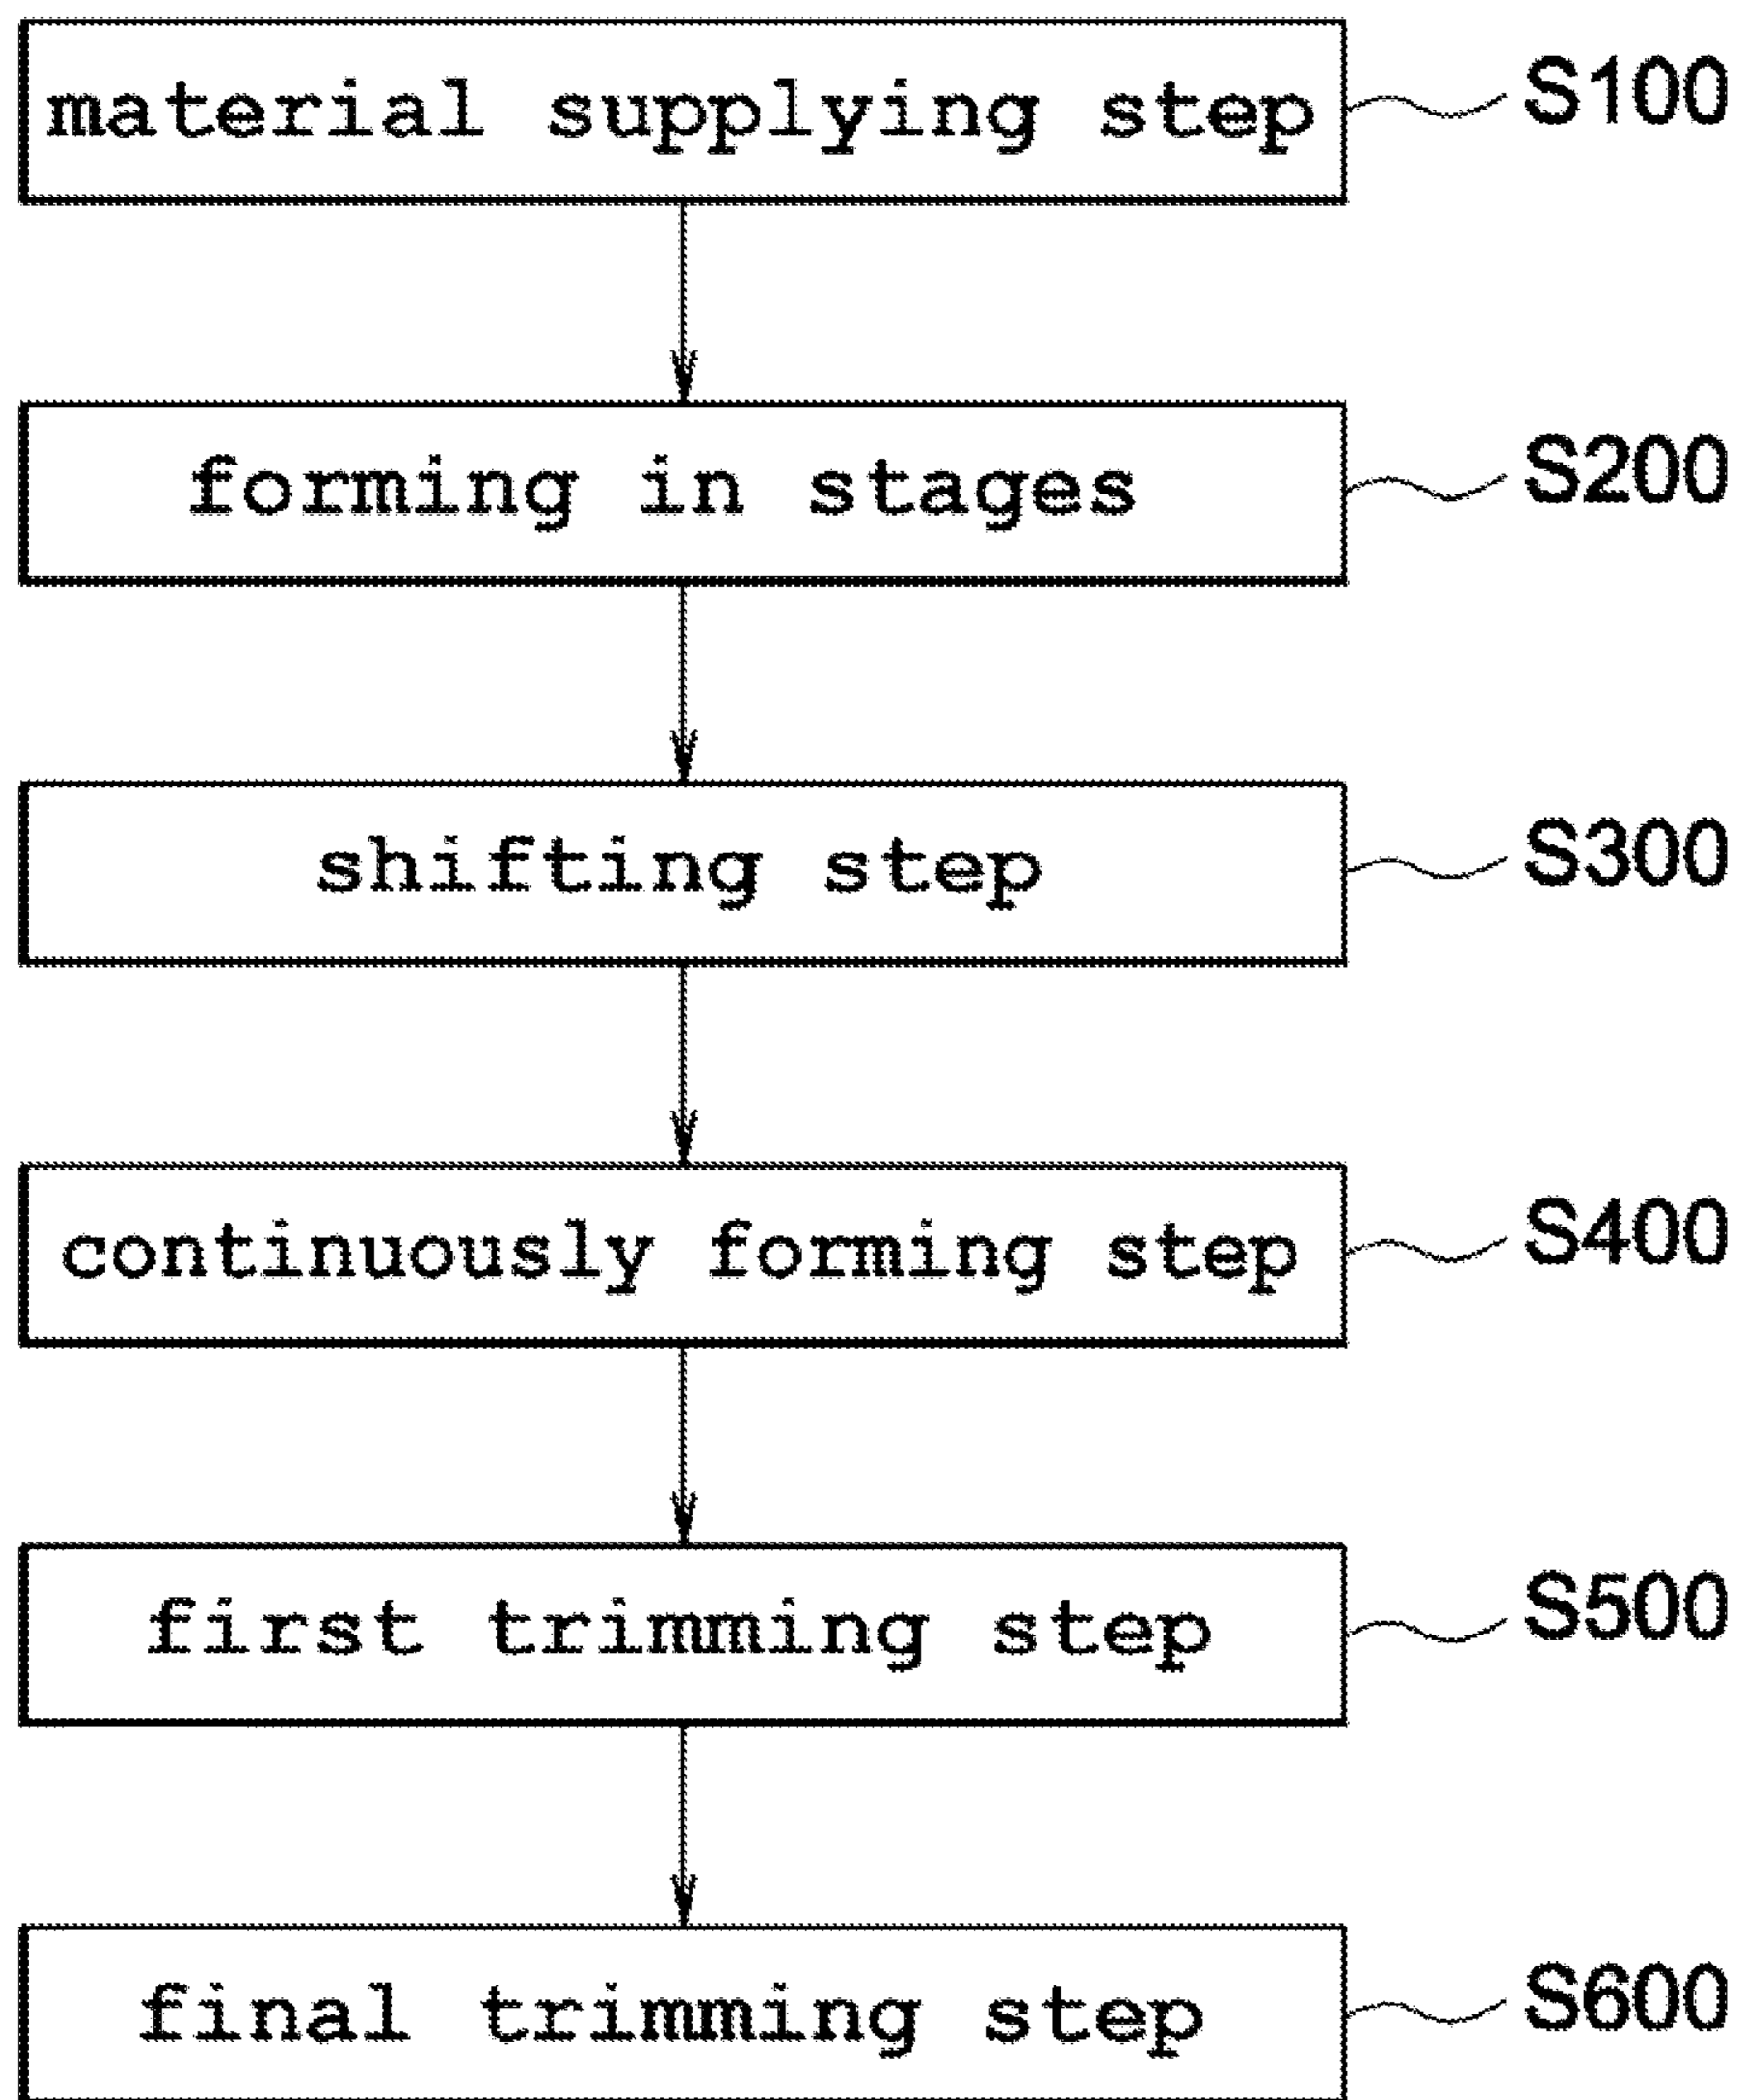 material supplying step S100
forming in stages S200
shifting step S300
continuously forming step S400
first trimming step S500
final trimming step S600